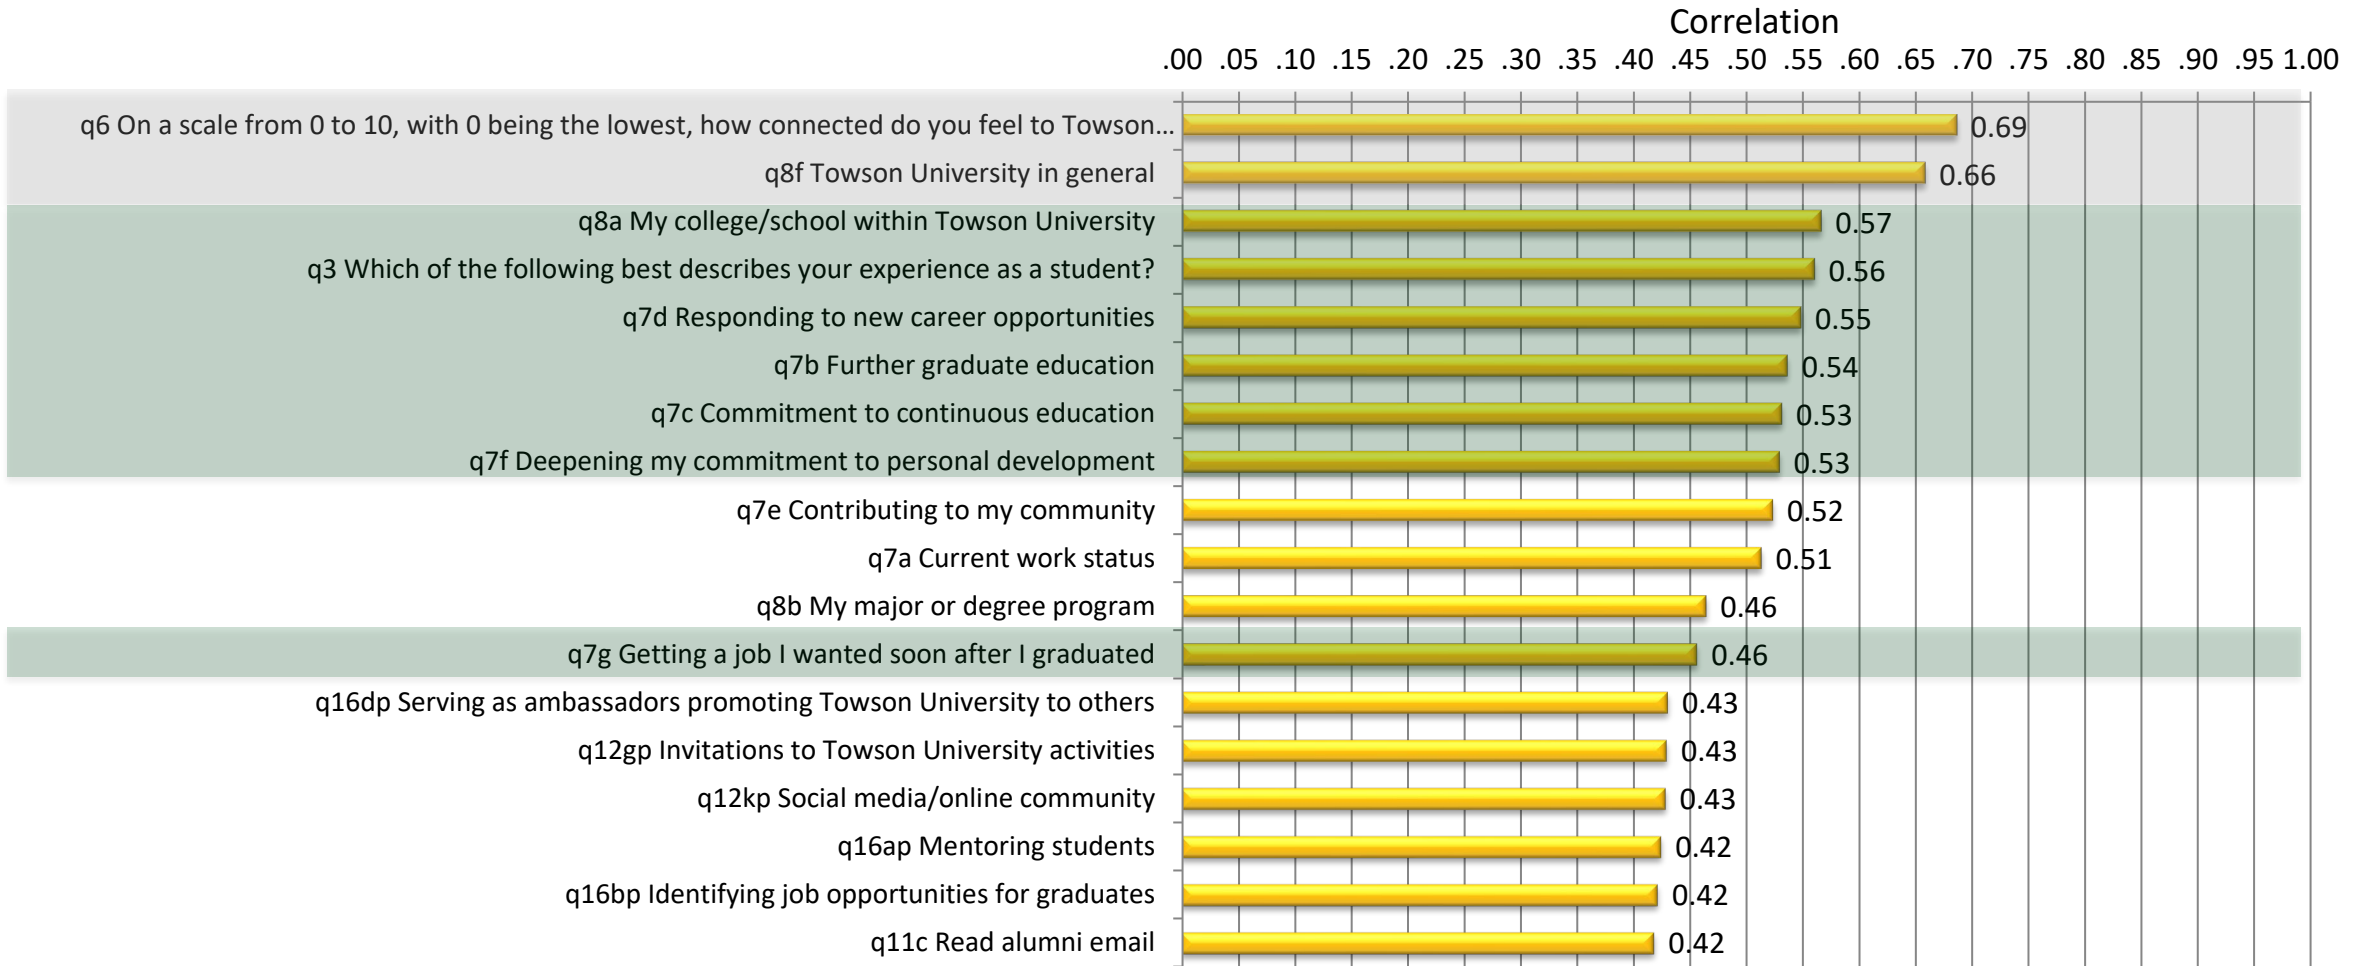 Correlation
.00 .05 .10 .15 .20 .25 .30 .35 .40 .45 .50 .55 .60 .65 .70 .75 .80 .85 .90 .95 1.00
q6 On a scale from 0 to 10, with 0 being the lowest, how connected do you feel to Towson... 0.69
q8f Towson University in general 0.66
q8a My college/school within Towson University 0.57
q3 Which of the following best describes your experience as a student? 0.56
q7d Responding to new career opportunities 0.55
q7b Further graduate education 0.54
q7c Commitment to continuous education 0.53
q7f Deepening my commitment to personal development 0.53
q7e Contributing to my community 0.52
q7a Current work status 0.51
q8b My major or degree program 0.46
q7g Getting a job I wanted soon after I graduated 0.46
q16dp Serving as ambassadors promoting Towson University to others 0.43
q12gp Invitations to Towson University activities 0.43
q12kp Social media/online community 0.43
q16ap Mentoring students 0.42
q16bp Identifying job opportunities for graduates 0.42
q11c Read alumni email 0.42